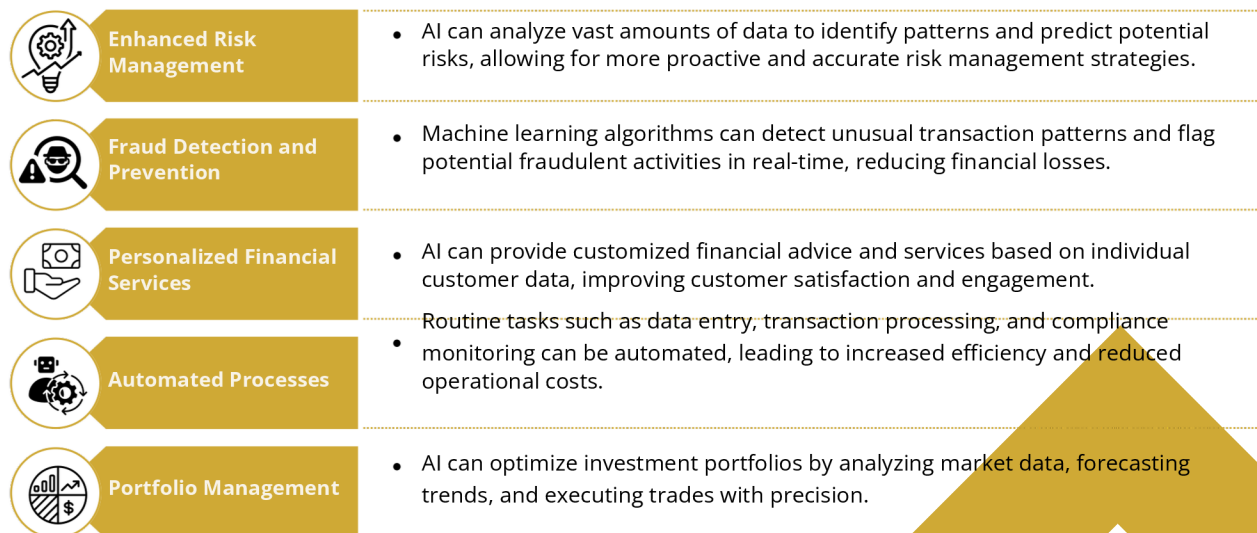 Enhanced Risk
Management
• AI can analyze vast amounts of data to identify patterns and predict potential
risks, allowing for more proactive and accurate risk management strategies.
Fraud Detection and
Prevention
• Machine learning algorithms can detect unusual transaction patterns and flag
potential fraudulent activities in real-time, reducing financial losses.
Personalized Financial
Services
• AI can provide customized financial advice and services based on individual
customer data, improving customer satisfaction and engagement.
Automated Processes
• Routine tasks such as data entry, transaction processing, and compliance
monitoring can be automated, leading to increased efficiency and reduced
operational costs.
Portfolio Management
• AI can optimize investment portfolios by analyzing market data, forecasting
trends, and executing trades with precision.
$